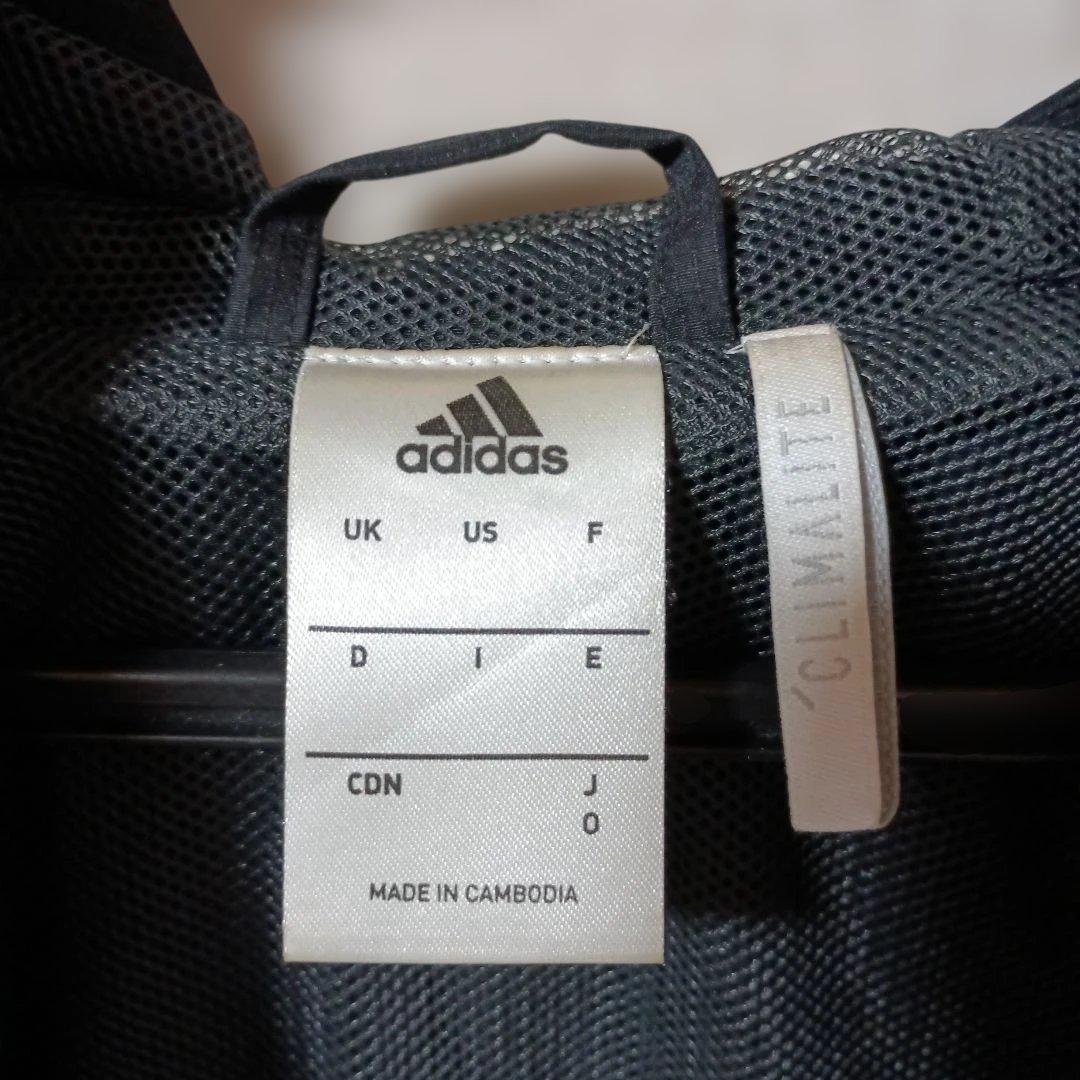 adidas
UK US F
D I E
CDN J
O
MADE IN CAMBODIA
CLIMALITE